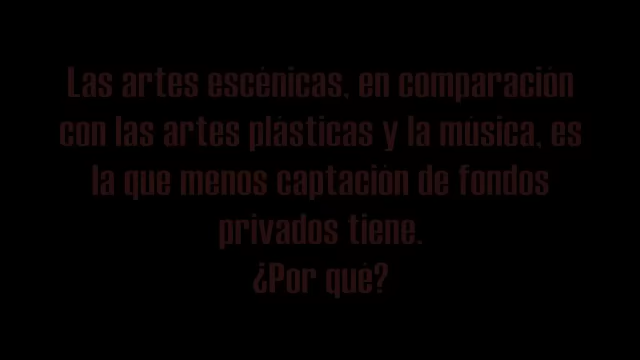 Las artes escénicas, en comparación
con las artes plásticas y la música, es
la que menos captación de fondos
privados tiene.
¿Por qué?